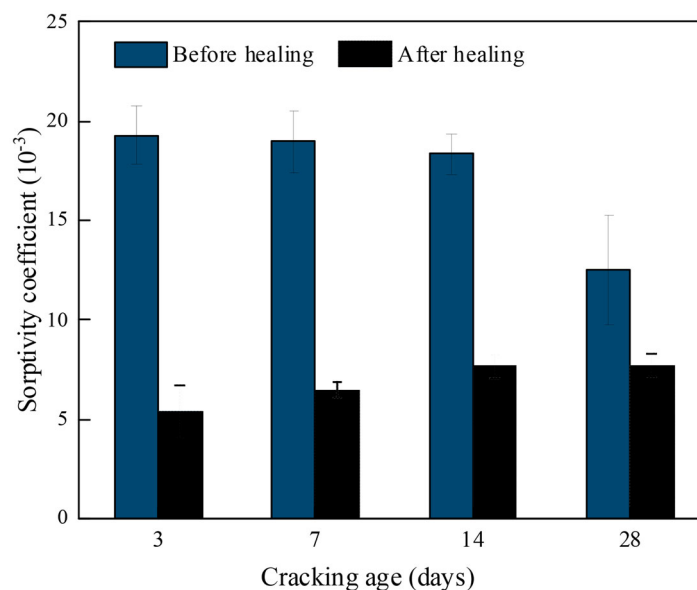 25
Before healing After healing
20
15
10
5
0
Sorptivity coefficient (10⁻³)
3 7 14 28
Cracking age (days)